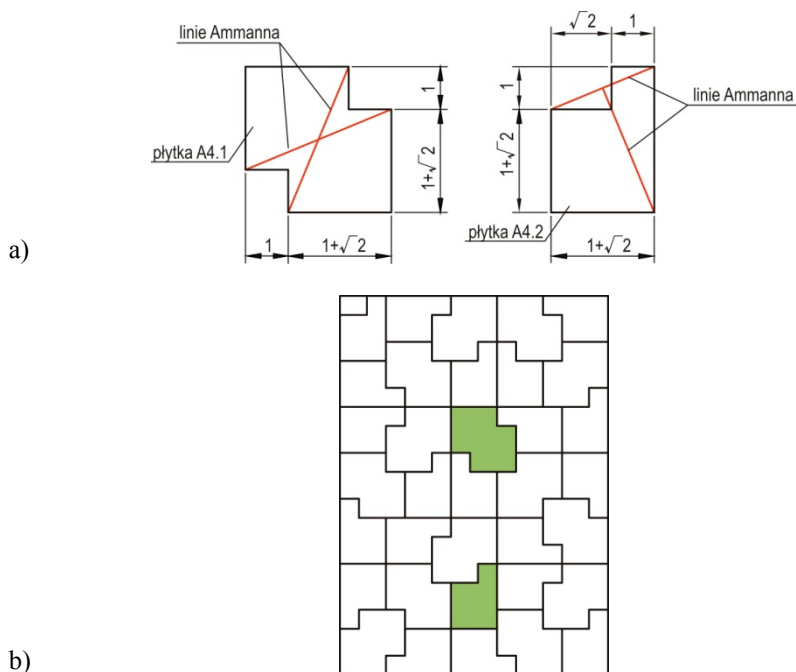 √2
1
linie Ammanna
1
1
linie Ammanna
płytka A4.1
1+√2
1+√2
płytka A4.2
1
1+√2
1+√2
a)
b)